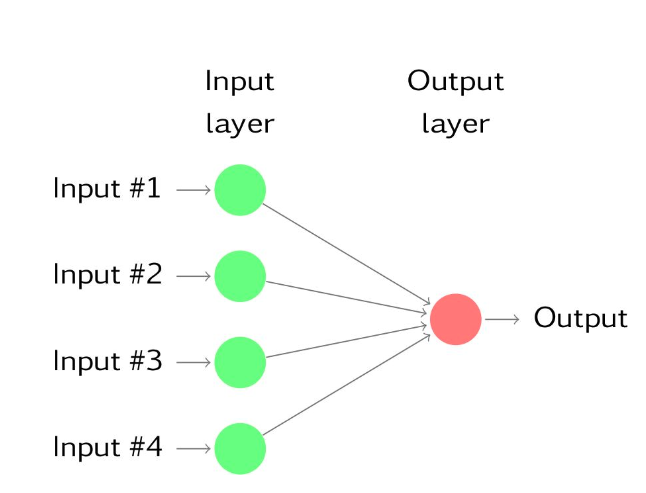 Input
layer
Output
layer
Input #1
Input #2
Input #3
Input #4
Output